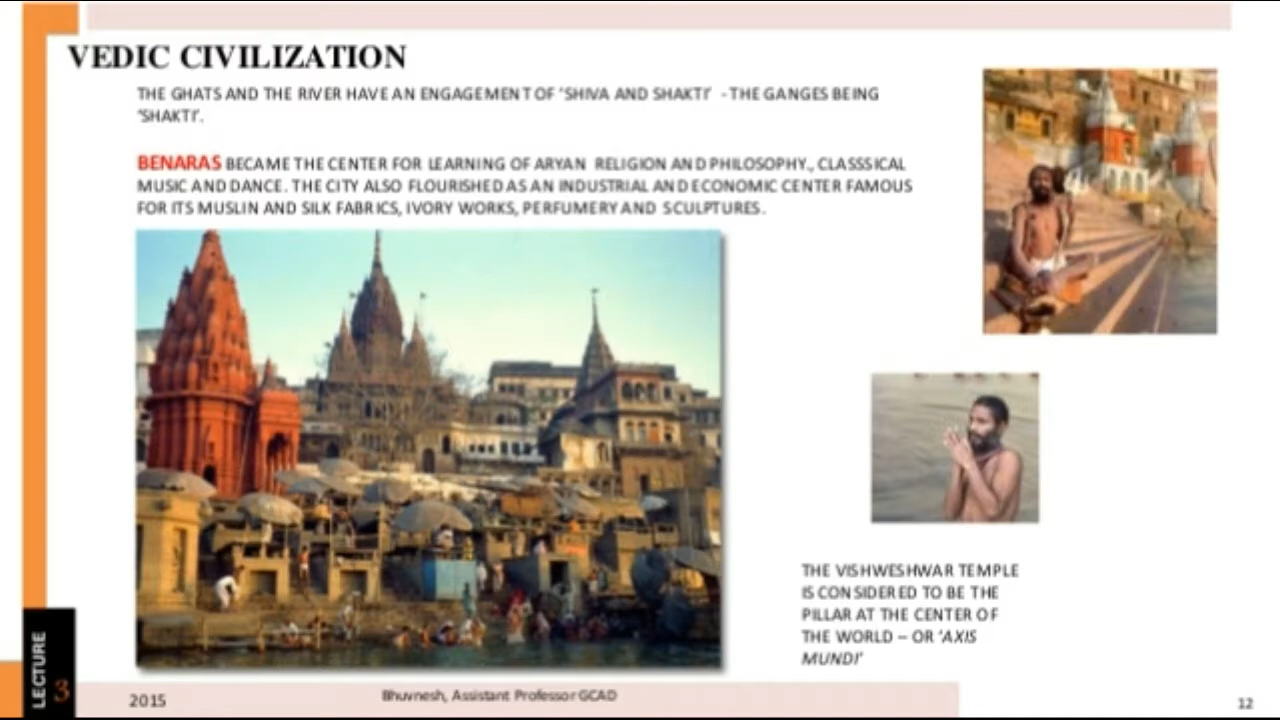 VEDIC CIVILIZATION
THE GHATS AND THE RIVER HAVE AN ENGAGEMENT OF 'SHIVA AND SHAKTI' - THE GANGES BEING
'SHAKTI'.
BENARAS BECAME THE CENTER FOR LEARNING OF ARYAN RELIGION AND PHILOSOPHY., CLASSSICAL
MUSIC AND DANCE. THE CITY ALSO FLOURISHED AS AN INDUSTRIAL AND ECONOMIC CENTER FAMOUS
FOR ITS MUSLIN AND SILK FABRICS, IVORY WORKS, PERFUMERY AND SCULPTURES.
THE VISHWESHWAR TEMPLE
IS CONSIDERED TO BE THE
PILLAR AT THE CENTER OF
THE WORLD – OR 'AXIS
MUNDI'
LECTURE
3
2015
Bhuvnesh, Assistant Professor GCAD
12